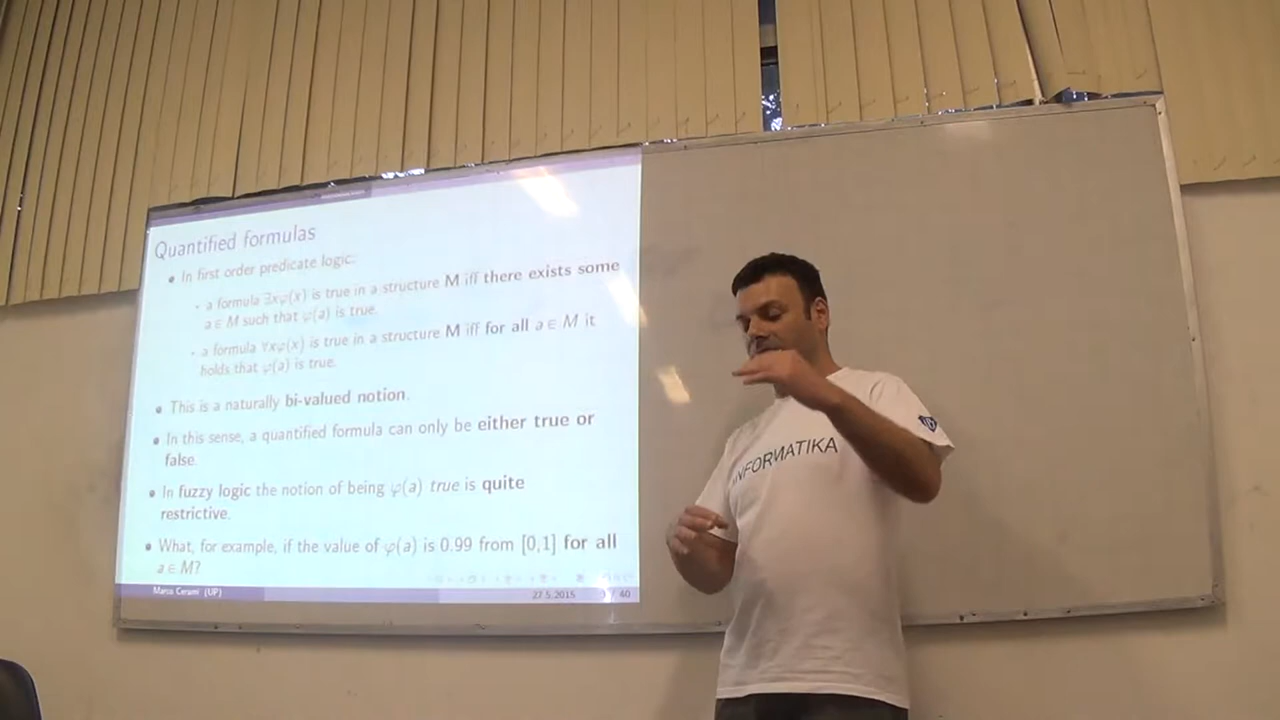 Quantified formulas
In first order predicate logic:
a formula ∃xφ(x) is true in a structure M iff there exists some
a ∈ M such that φ(a) is true.
a formula ∀xφ(x) is true in a structure M iff for all a ∈ M it
holds that φ(a) is true.
This is a naturally bi-valued notion.
In this sense, a quantified formula can only be either true or
false.
In fuzzy logic the notion of being φ(a) true is quite
restrictive.
What, for example, if the value of φ(a) is 0.99 from [0,1] for all
a ∈ M?
Marco Cerami (UP)
27.5.2015
/ 40
INFORMATIKA